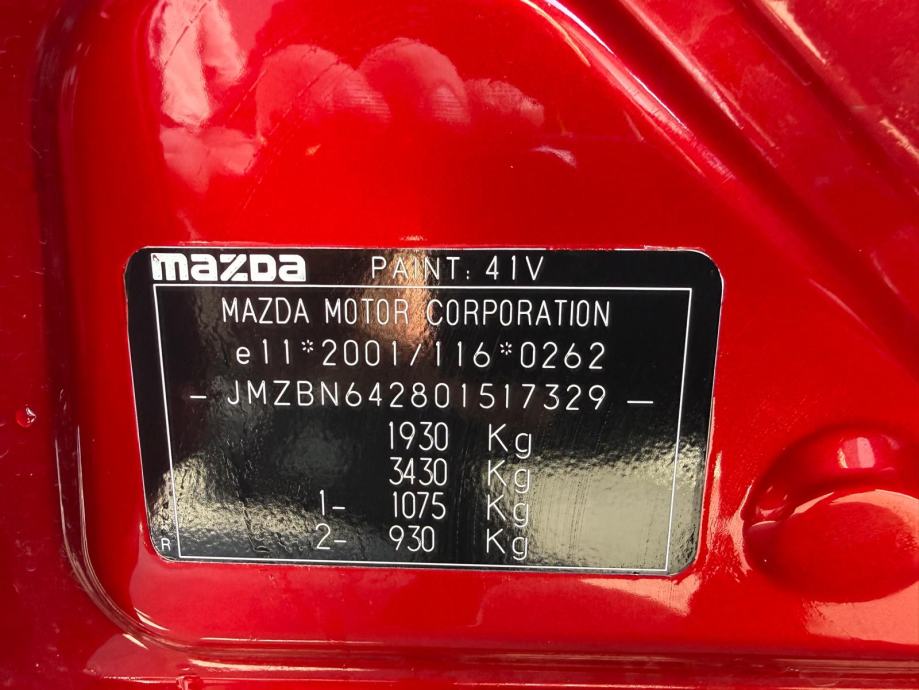 mazda PAINT: 41V
MAZDA MOTOR CORPORATION
e11*2001/116*0262
- JMZBN642801517329 -
1930 Kg
3430 Kg
1- 1075 Kg
2- 930 Kg
R